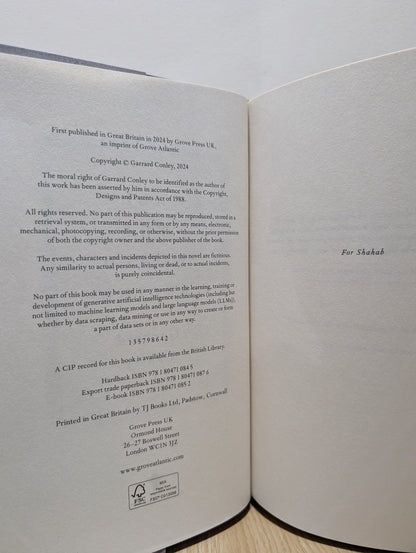 First published in Great Britain in 2024 by Grove Press UK,
an imprint of Grove Atlantic
Copyright © Garrard Conley, 2024
The moral right of Garrard Conley to be identified as the author of
this work has been asserted by him in accordance with the Copyright,
Designs and Patents Act of 1988.
All rights reserved. No part of this publication may be reproduced, stored in a
retrieval system, or transmitted in any form or by any means, electronic,
mechanical, photocopying, recording, or otherwise, without the prior permission
of both the copyright owner and the above publisher of the book.
The events, characters and incidents depicted in this novel are fictitious.
Any similarity to actual persons, living or dead, or to actual incidents,
is purely coincidental.
No part of this book may be used in any manner in the learning, training or
development of generative artificial intelligence technologies (including but
not limited to machine learning models and large language models (LLMs)),
whether by data scraping, data mining or use in any way to create or form
a part of data sets or in any other way.
1 3 5 7 9 8 6 4 2
A CIP record for this book is available from the British Library.
Hardback ISBN 978 1 80471 084 5
Export trade paperback ISBN 978 1 80471 087 6
E-book ISBN 978 1 80471 085 2
Printed in Great Britain by TJ Books Ltd, Padstow, Cornwall
Grove Press UK
Ormond House
26–27 Boswell Street
London WC1N 3JZ
www.groveatlantic.com
FSC
MIX
For Shahab